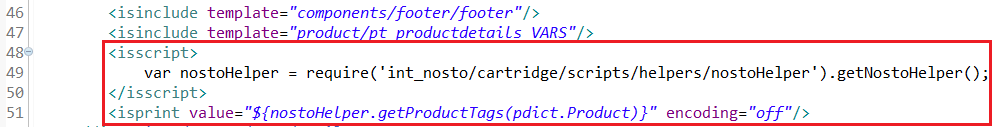 46 <isinclude template="components/footer/footer"/>
47 <isinclude template="product/pt_productdetails_VARS"/>
48 <isscript>
49 var nostoHelper = require('int_nosto/cartridge/scripts/helpers/nostoHelper').getNostoHelper();
50 </isscript>
51 <isprint value="${nostoHelper.getProductTags(pdict.Product)}" encoding="off"/>